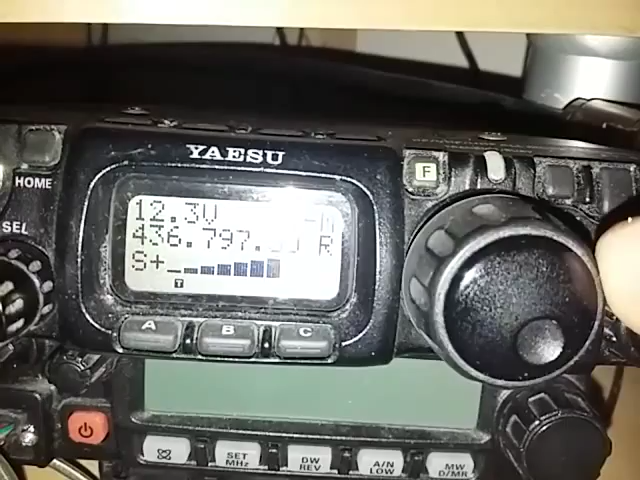 YAESU
F
HOME
SEL
12.3V
436.797. R
S+
T
A B C
SET MHz
DW REV
A/N LOW
MW D/MR